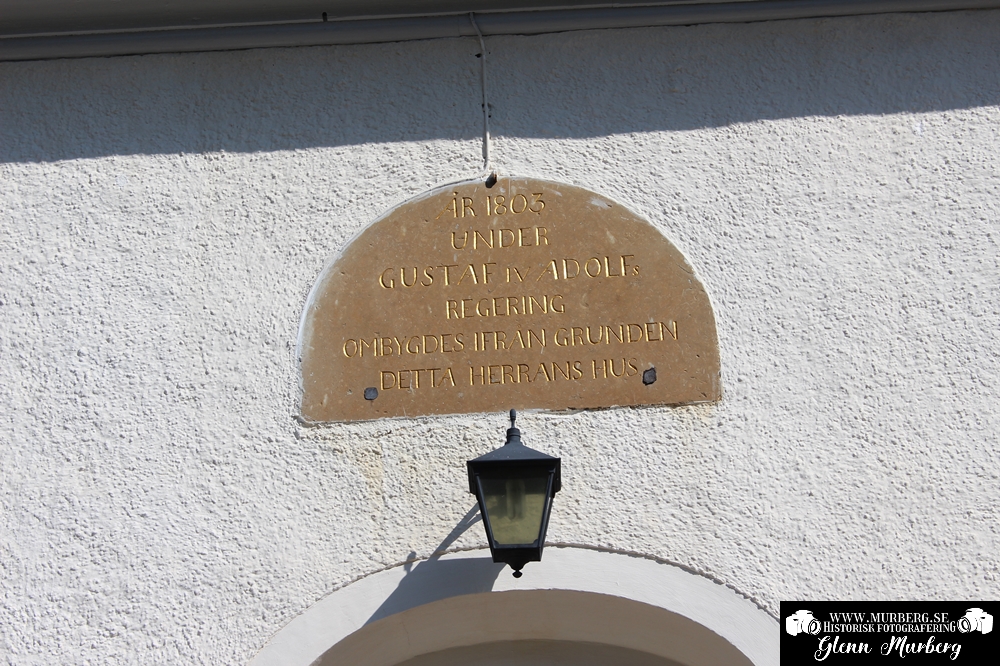 ÅR 1803
UNDER
GUSTAF IV ADOLFs
REGERING
OMBYGDES IFRÅN GRUNDEN
DETTA HERRANS HUS
WWW.MURBERG.SE
HISTORISK FOTOGRAFERING
Glenn Murberg